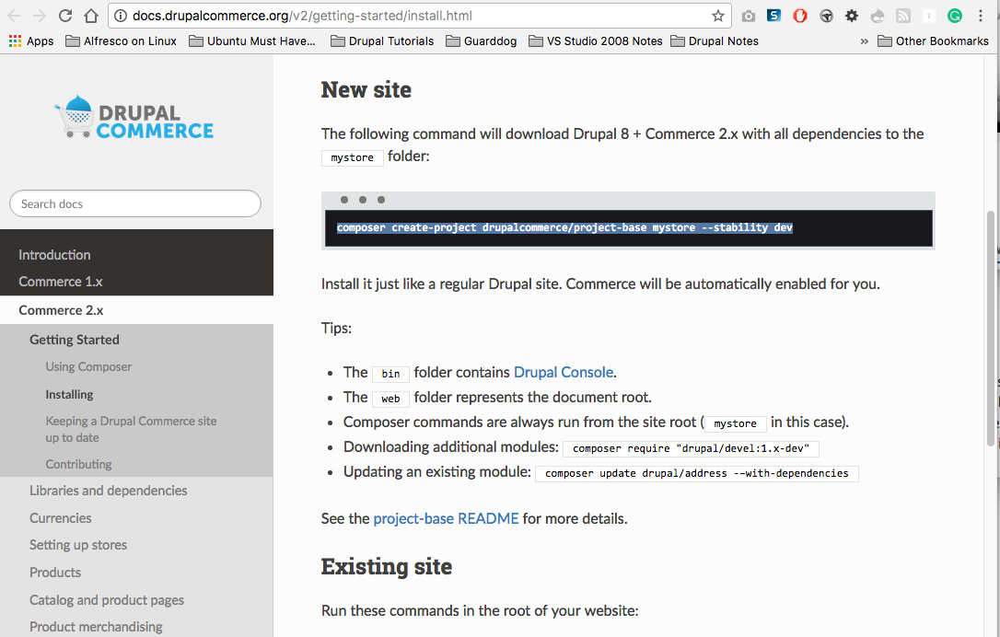 docs.drupalcommerce.org/v2/getting-started/install.html
Apps Alfresco on Linux Ubuntu Must Have... Drupal Tutorials Guarddog VS Studio 2008 Notes Drupal Notes » Other Bookmarks
DRUPAL
COMMERCE
Search docs
Introduction
Commerce 1.x
Commerce 2.x
Getting Started
Using Composer
Installing
Keeping a Drupal Commerce site
up to date
Contributing
Libraries and dependencies
Currencies
Setting up stores
Products
Catalog and product pages
Product merchandising
New site
The following command will download Drupal 8 + Commerce 2.x with all dependencies to the
mystore folder:
composer create-project drupalcommerce/project-base mystore --stability dev
Install it just like a regular Drupal site. Commerce will be automatically enabled for you.
Tips:
• The bin folder contains Drupal Console.
• The web folder represents the document root.
• Composer commands are always run from the site root ( mystore in this case).
• Downloading additional modules: composer require "drupal/devel:1.x-dev"
• Updating an existing module: composer update drupal/address --with-dependencies
See the project-base README for more details.
Existing site
Run these commands in the root of your website: